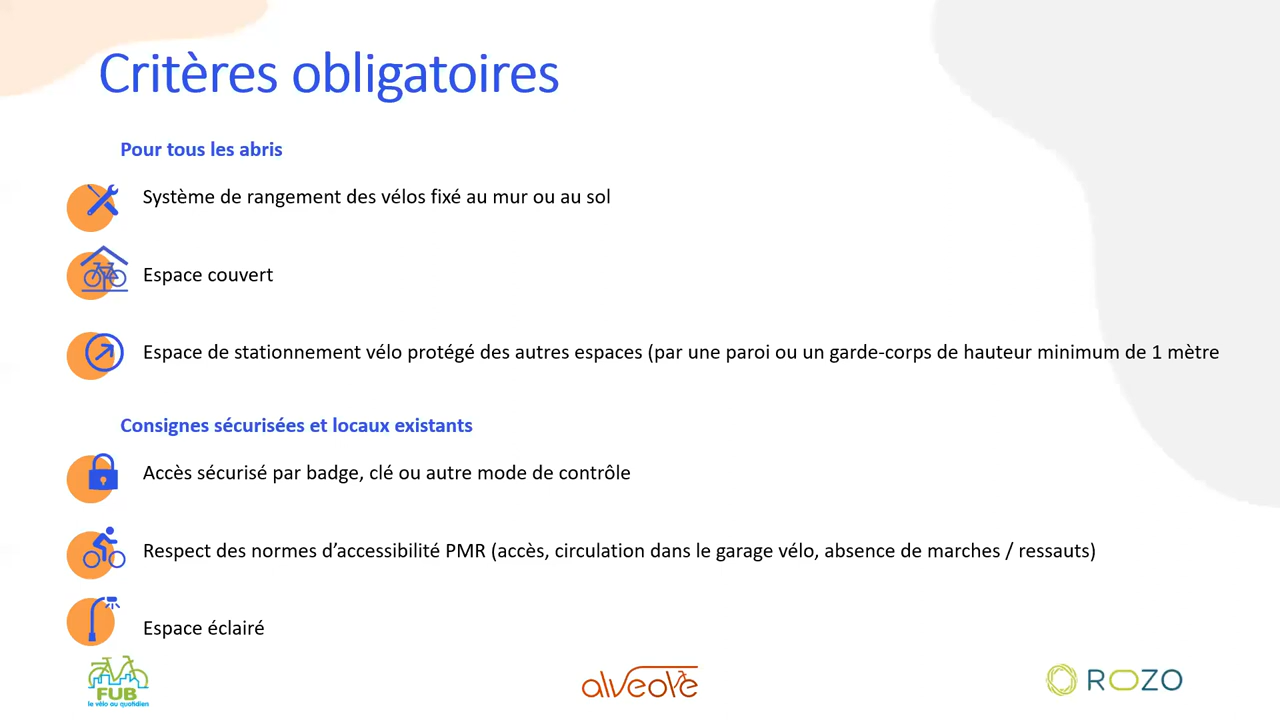 Critères obligatoires
Pour tous les abris
Système de rangement des vélos fixé au mur ou au sol
Espace couvert
Espace de stationnement vélo protégé des autres espaces (par une paroi ou un garde-corps de hauteur minimum de 1 mètre
Consignes sécurisées et locaux existants
Accès sécurisé par badge, clé ou autre mode de contrôle
Respect des normes d’accessibilité PMR (accès, circulation dans le garage vélo, absence de marches / ressauts)
Espace éclairé
FUB
le vélo au quotidien
alveole
ROZO